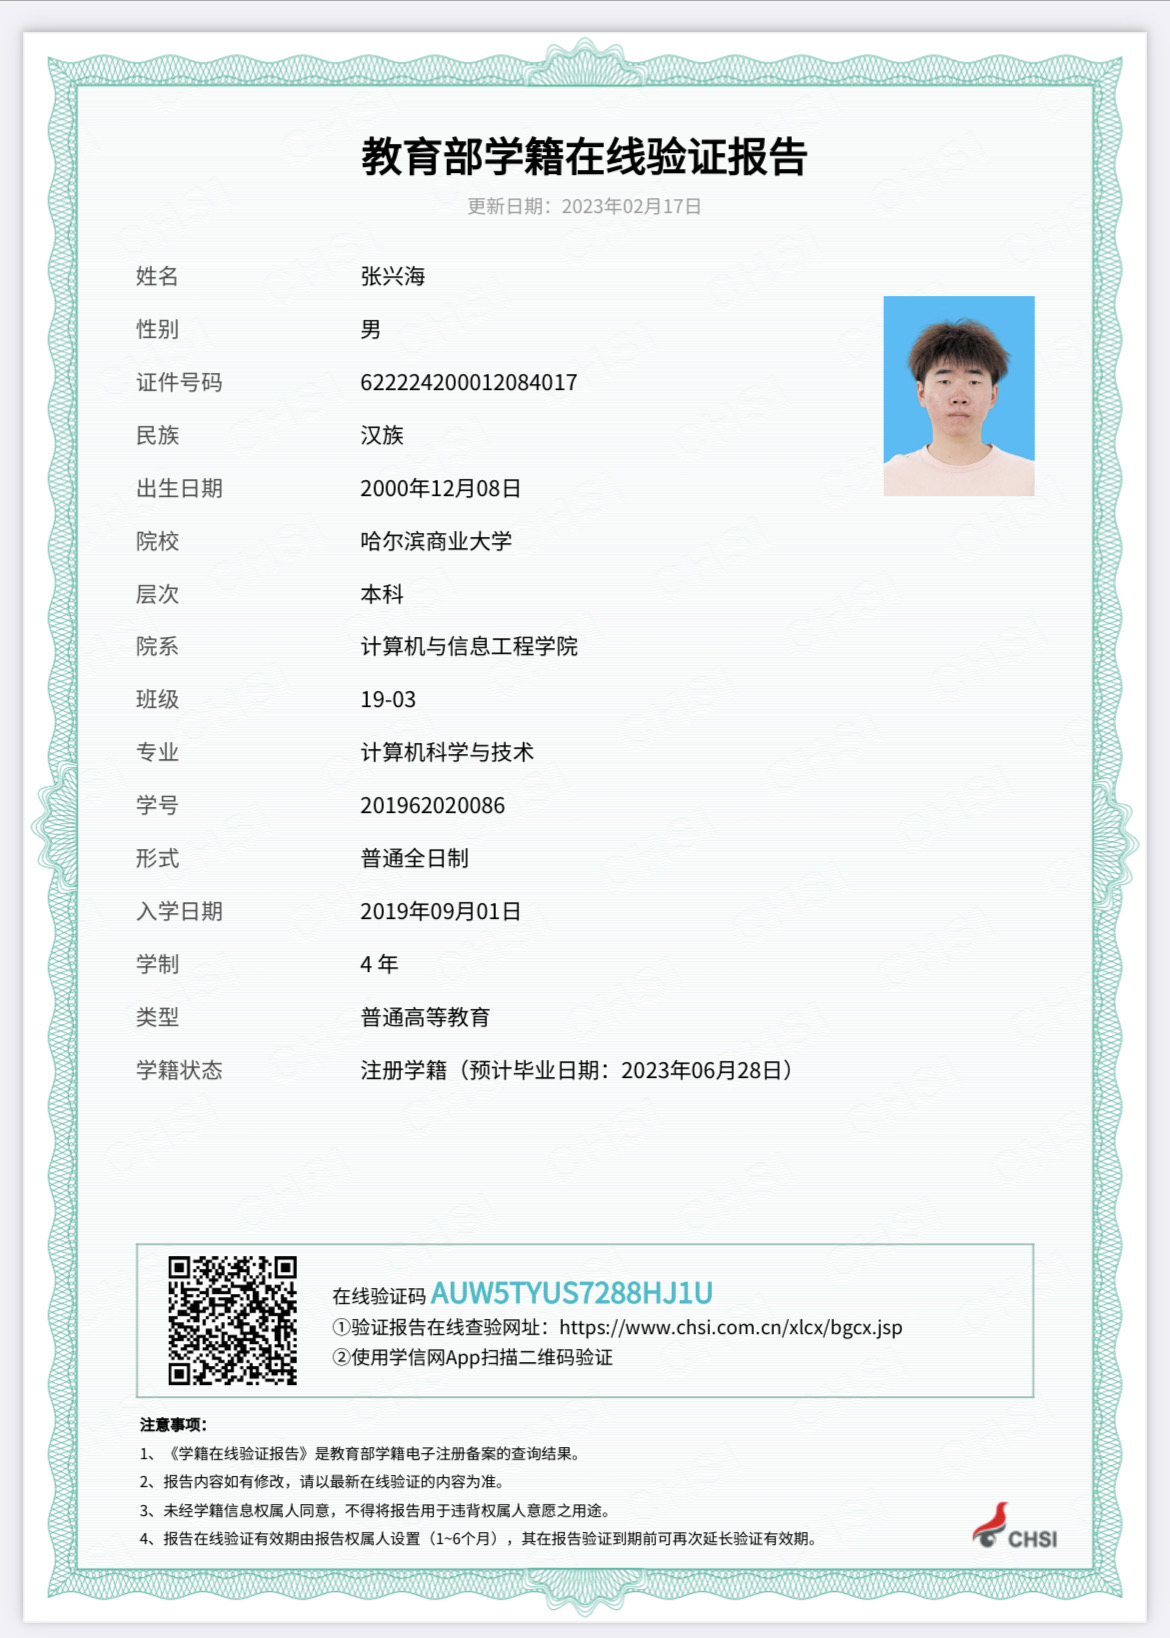 教育部学籍在线验证报告
更新日期：2023年02月17日
姓名 张兴海
性别 男
证件号码 622224200012084017
民族 汉族
出生日期 2000年12月08日
院校 哈尔滨商业大学
层次 本科
院系 计算机与信息工程学院
班级 19-03
专业 计算机科学与技术
学号 201962020086
形式 普通全日制
入学日期 2019年09月01日
学制 4 年
类型 普通高等教育
学籍状态 注册学籍（预计毕业日期：2023年06月28日）
在线验证码 AUW5TYUS7288HJ1U
①验证报告在线查验网址：https://www.chsi.com.cn/xlcx/bgcx.jsp
②使用学信网App扫描二维码验证
注意事项：
1、《学籍在线验证报告》是教育部学籍电子注册备案的查询结果。
2、报告内容如有修改，请以最新在线验证的内容为准。
3、未经学籍信息权属人同意，不得将报告用于违背权属人意愿之用途。
4、报告在线验证有效期由报告权属人设置（1~6个月），其在报告验证到期前可再次延长验证有效期。
CHSI